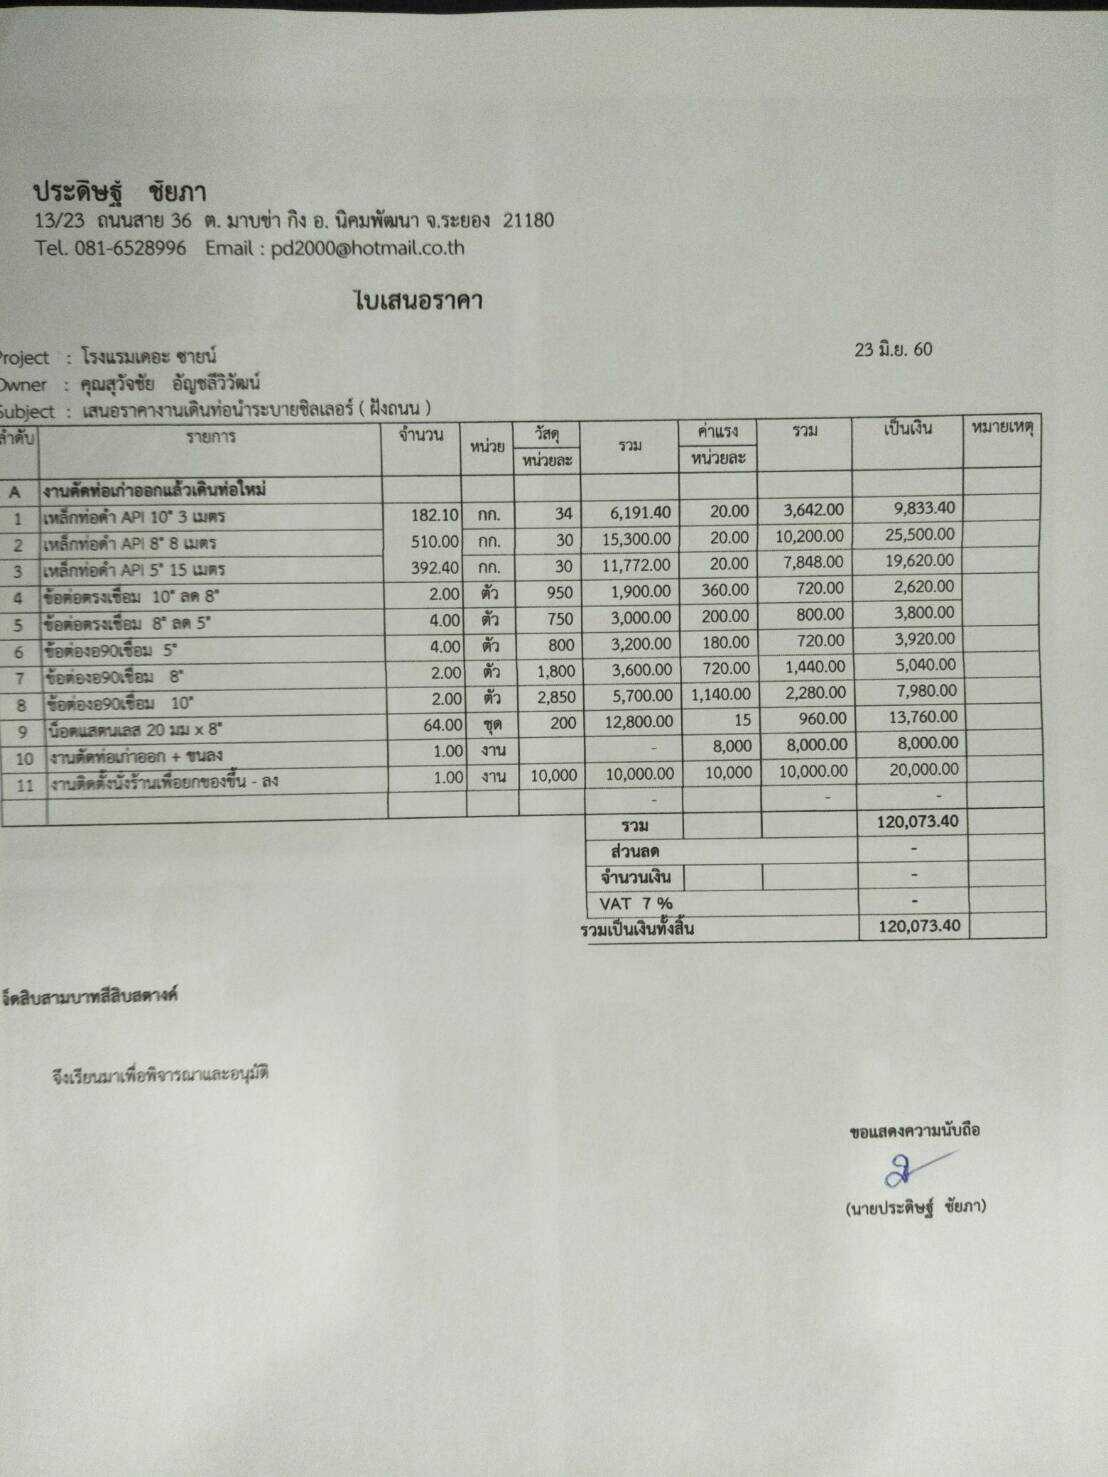 ประดิษฐ์ ชัยภา
13/23 ถนนสาย 36 ต. มาบข่า กิง อ. นิคมพัฒนา จ.ระยอง 21180
Tel. 081-6528996 Email : pd2000@hotmail.co.th
ใบเสนอราคา
23 มิ.ย. 60
Project : โรงแรมเดอะ ซายน์
Owner : คุณสุวัจชัย อัญชลีวิวัฒน์
Subject : เสนอราคางานเดินท่อน้ำระบายชิลเลอร์ ( ฝังถนน )
ลำดับ รายการ จำนวน หน่วย วัสดุ รวม ค่าแรง รวม เป็นเงิน หมายเหตุ
หน่วยละ หน่วยละ
A งานตัดท่อเก่าออกแล้วเดินท่อใหม่
1 เหล็กท่อดำ API 10" 3 เมตร 182.10 กก. 34 6,191.40 20.00 3,642.00 9,833.40
2 เหล็กท่อดำ API 8" 8 เมตร 510.00 กก. 30 15,300.00 20.00 10,200.00 25,500.00
3 เหล็กท่อดำ API 5" 15 เมตร 392.40 กก. 30 11,772.00 20.00 7,848.00 19,620.00
4 ข้อต่อตรงเชื่อม 10" ลด 8" 2.00 ตัว 950 1,900.00 360.00 720.00 2,620.00
5 ข้อต่อตรงเชื่อม 8" ลด 5" 4.00 ตัว 750 3,000.00 200.00 800.00 3,800.00
6 ข้อต่องอ90เชื่อม 5" 4.00 ตัว 800 3,200.00 180.00 720.00 3,920.00
7 ข้อต่องอ90เชื่อม 8" 2.00 ตัว 1,800 3,600.00 720.00 1,440.00 5,040.00
8 ข้อต่องอ90เชื่อม 10" 2.00 ตัว 2,850 5,700.00 1,140.00 2,280.00 7,980.00
9 น็อตแสตนเลส 20 มม x 8" 64.00 ชุด 200 12,800.00 15 960.00 13,760.00
10 งานตัดท่อเก่าออก + ขนลง 1.00 งาน - 8,000 8,000.00 8,000.00
11 งานติดตั้งนั่งร้านเพื่อยกของขึ้น - ลง 1.00 งาน 10,000 10,000.00 10,000 10,000.00 20,000.00
- - -
รวม 120,073.40
ส่วนลด -
จำนวนเงิน -
VAT 7 % -
รวมเป็นเงินทั้งสิ้น 120,073.40
จ็ดสิบสามบาทสี่สิบสตางค์
จึงเรียนมาเพื่อพิจารณาและอนุมัติ
ขอแสดงความนับถือ
(นายประดิษฐ์ ชัยภา)